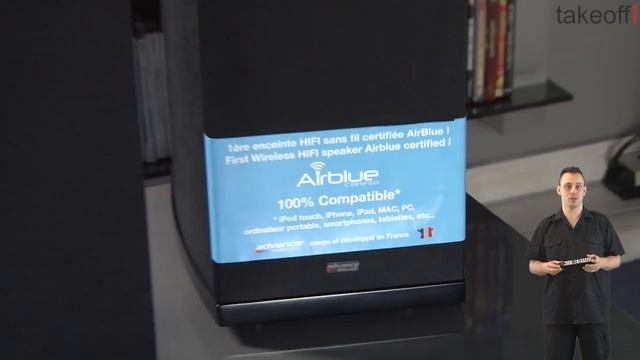 takeoff
1ère enceinte HIFI sans fil certifiée AirBlue !
First Wireless HIFI speaker Airblue certified !
Airblue
100% Compatible*
* iPod touch, iPhone, iPad, MAC, PC,
ordinateur portable, smartphones, tablettes, etc...
advance conçu et développé en France
advance